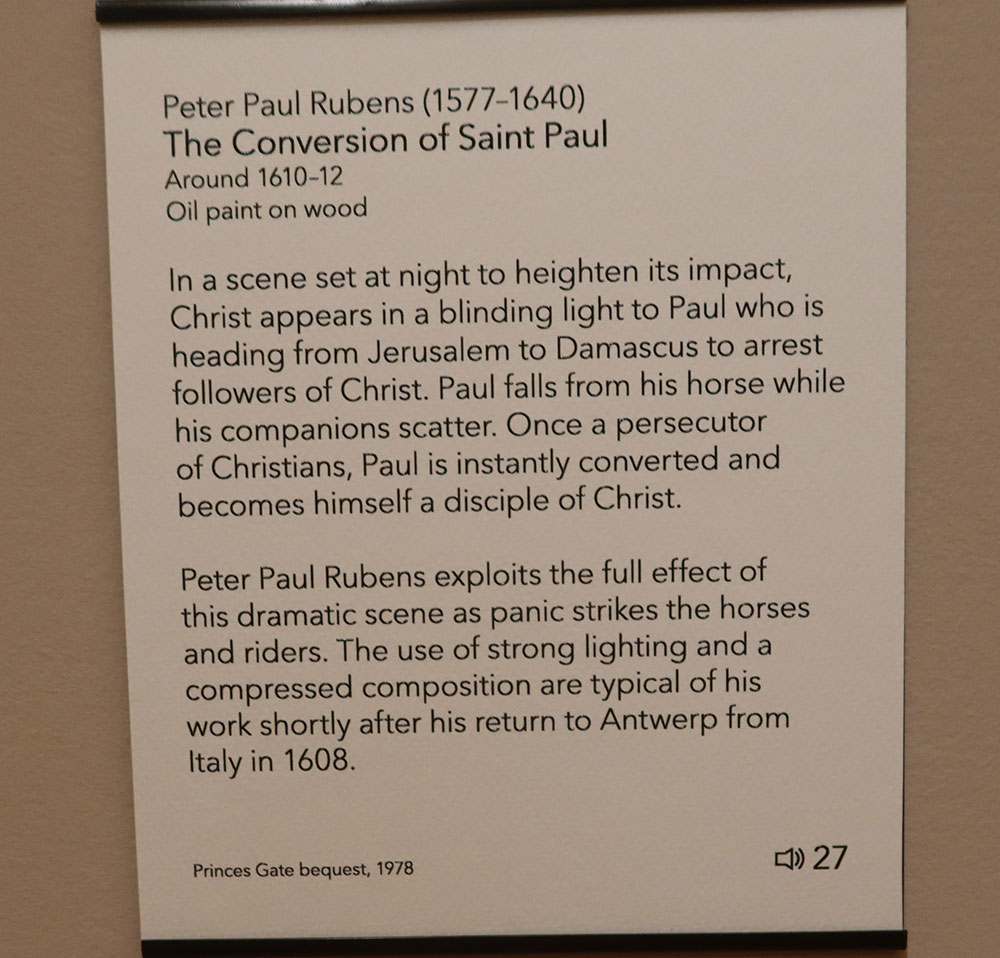 Peter Paul Rubens (1577–1640)
The Conversion of Saint Paul
Around 1610–12
Oil paint on wood
In a scene set at night to heighten its impact,
Christ appears in a blinding light to Paul who is
heading from Jerusalem to Damascus to arrest
followers of Christ. Paul falls from his horse while
his companions scatter. Once a persecutor
of Christians, Paul is instantly converted and
becomes himself a disciple of Christ.
Peter Paul Rubens exploits the full effect of
this dramatic scene as panic strikes the horses
and riders. The use of strong lighting and a
compressed composition are typical of his
work shortly after his return to Antwerp from
Italy in 1608.
Princes Gate bequest, 1978
27